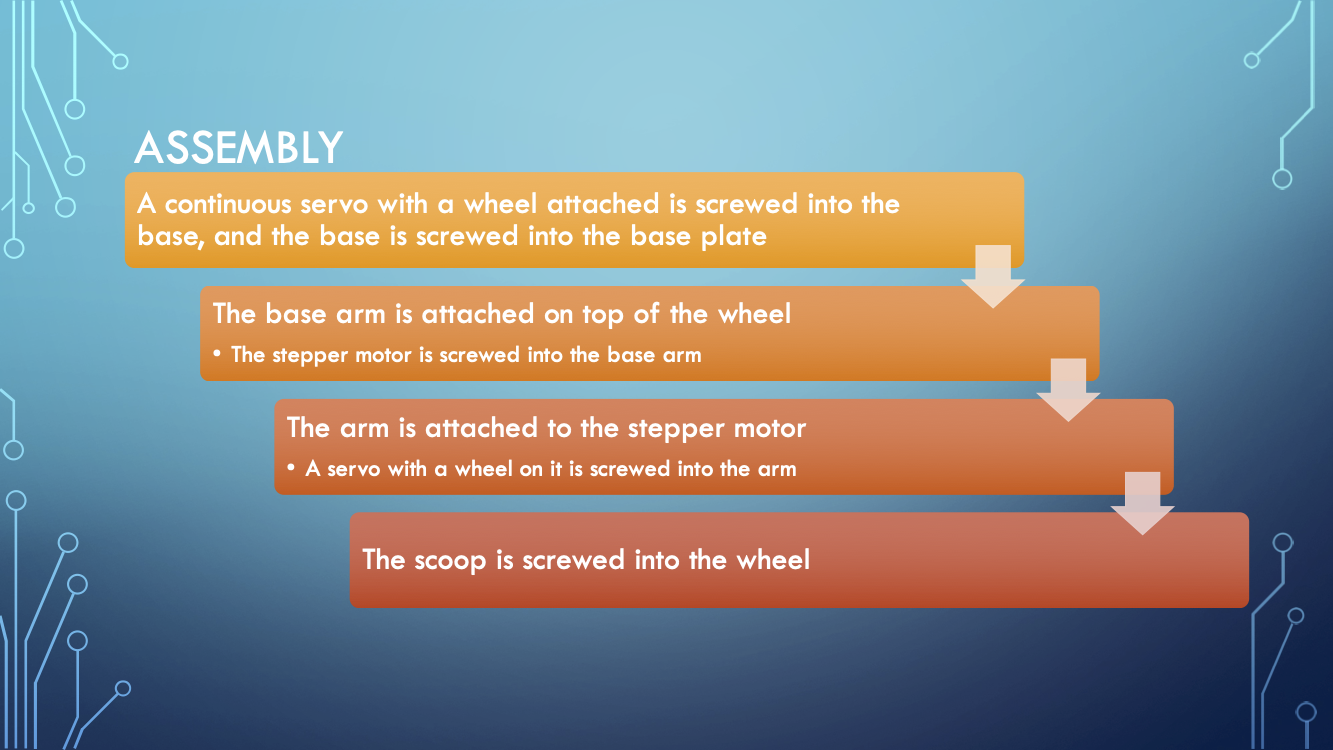 ASSEMBLY
A continuous servo with a wheel attached is screwed into the
base, and the base is screwed into the base plate
The base arm is attached on top of the wheel
• The stepper motor is screwed into the base arm
The arm is attached to the stepper motor
• A servo with a wheel on it is screwed into the arm
The scoop is screwed into the wheel